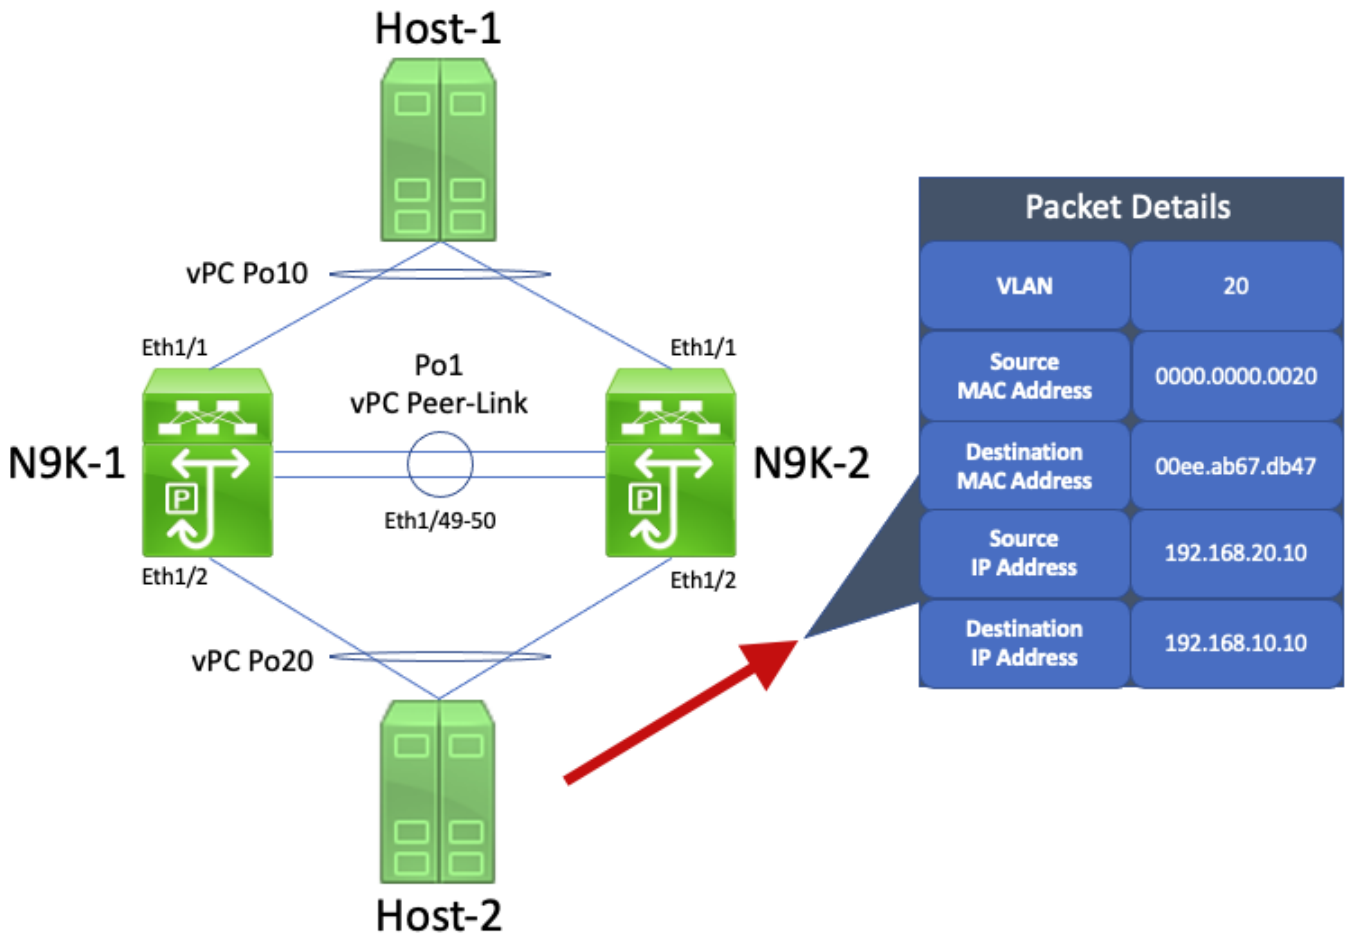 Host-1
vPC Po10
Eth1/1
Eth1/1
Po1
vPC Peer-Link
N9K-1
P
P
N9K-2
Eth1/49-50
Eth1/2
Eth1/2
vPC Po20
Host-2
Packet Details
VLAN
20
Source
MAC Address
0000.0000.0020
Destination
MAC Address
00ee.ab67.db47
Source
IP Address
192.168.20.10
Destination
IP Address
192.168.10.10